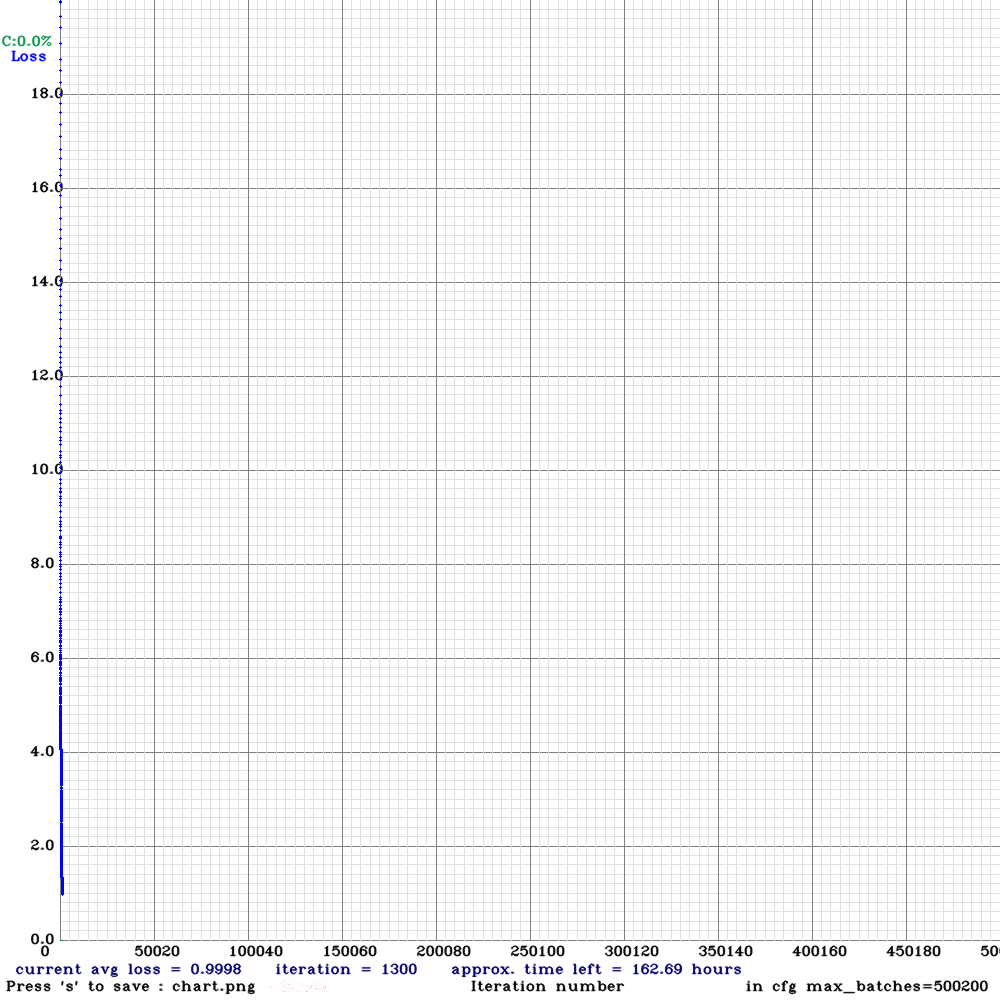 C:0.0%
Loss
18.0
16.0
14.0
12.0
10.0
8.0
6.0
4.0
2.0
0.0
0 50020 100040 150060 200080 250100 300120 350140 400160 450180 500
current avg loss = 0.9998 iteration = 1300 approx. time left = 162.69 hours
Press 's' to save : chart.png Iteration number in cfg max_batches=500200